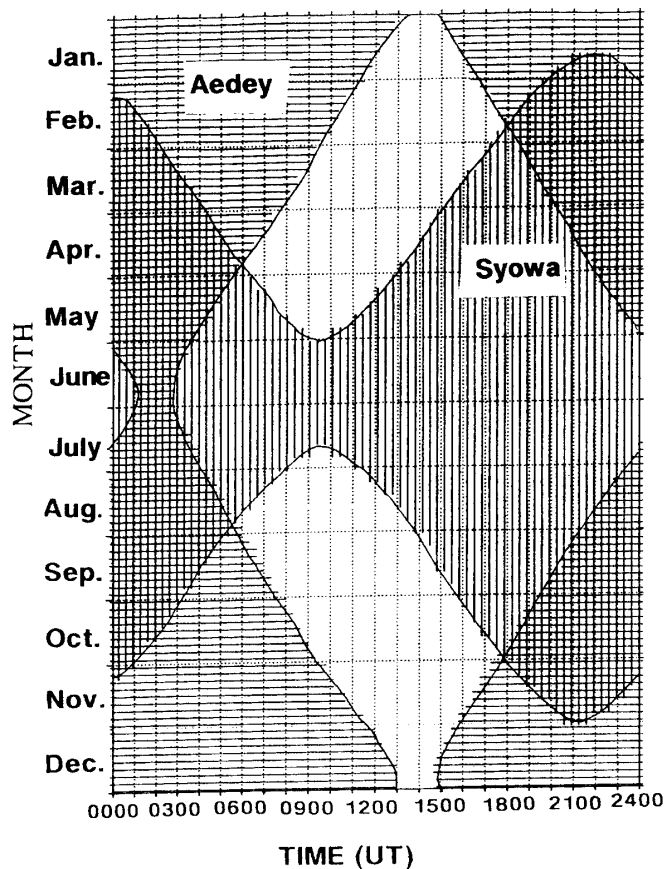 Jan.
Aedey
Feb.
Mar.
Apr.
Syowa
May
MONTH
June
July
Aug.
Sep.
Oct.
Nov.
Dec.
0000 0300 0600 0900 1200 1500 1800 2100 2400
TIME (UT)